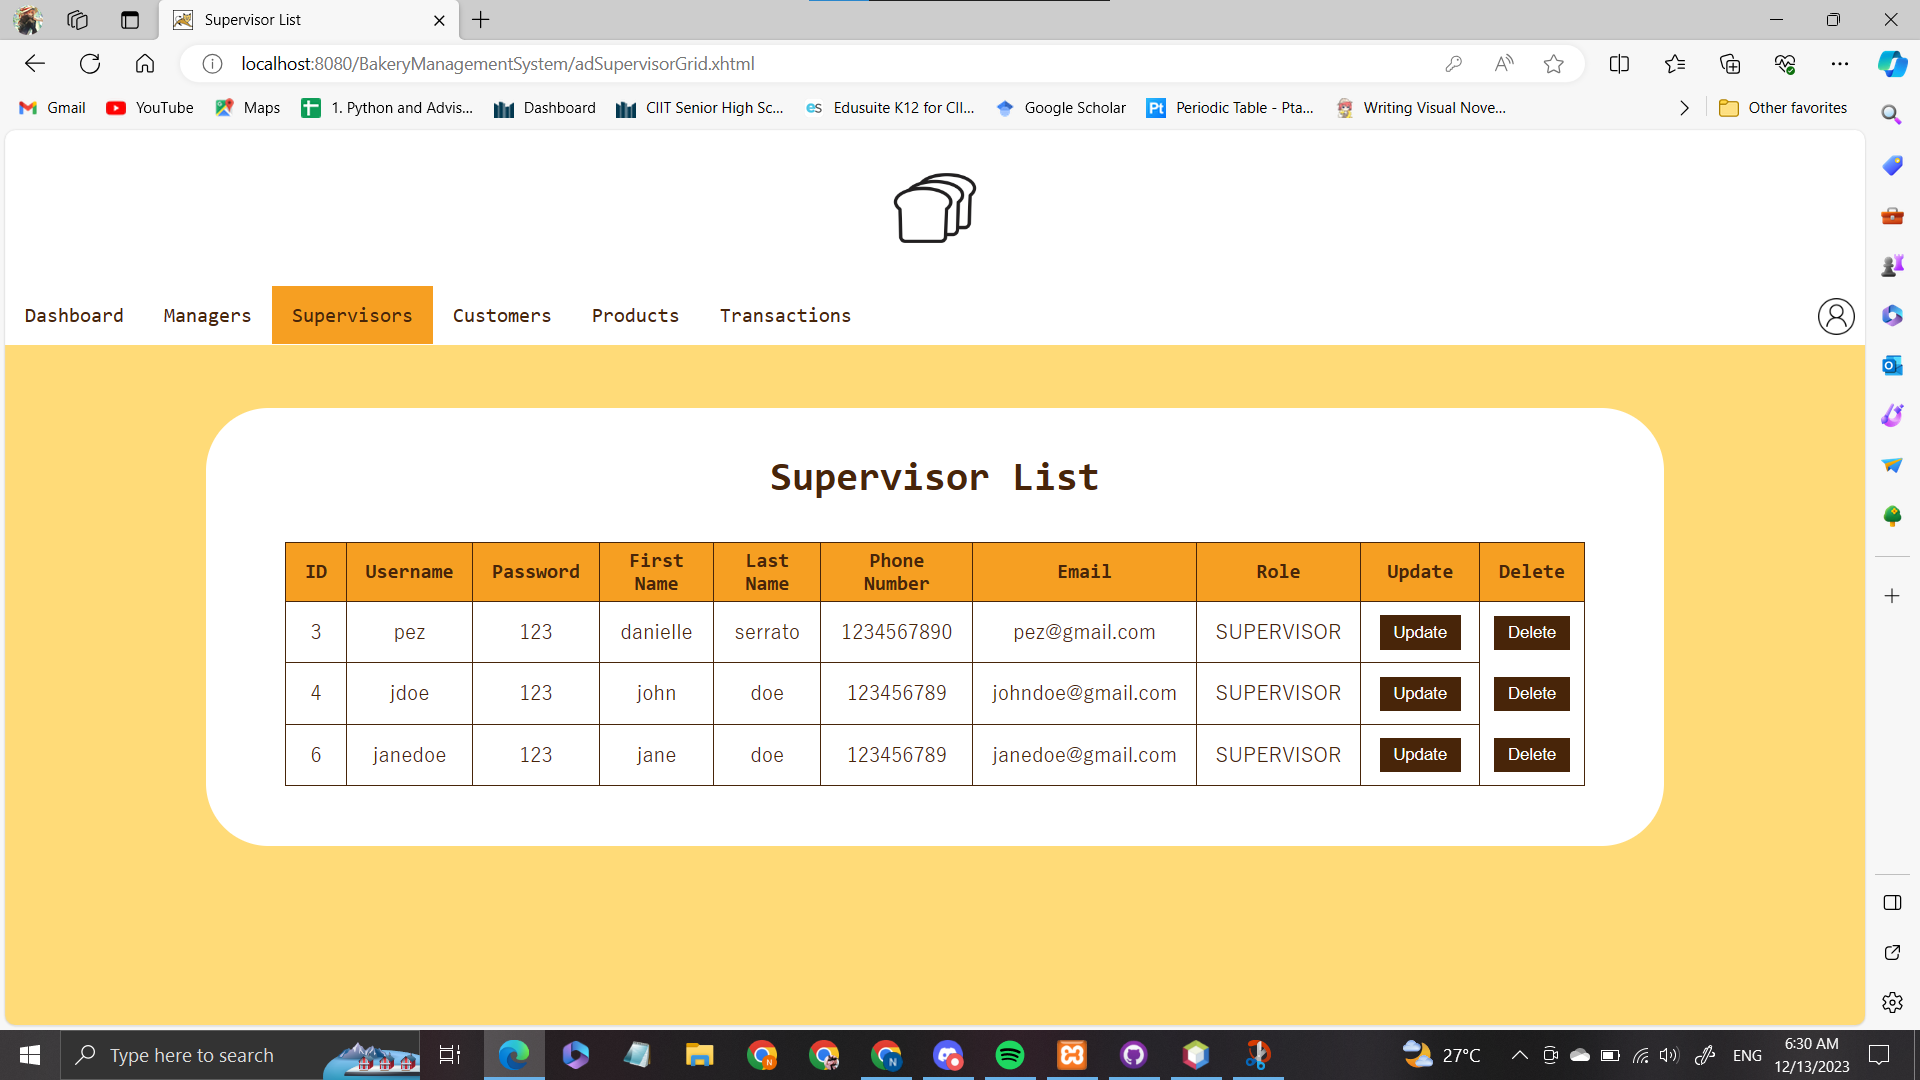 Supervisor List
localhost:8080/BakeryManagementSystem/adSupervisorGrid.xhtml
Gmail YouTube Maps 1. Python and Advis... Dashboard CIIT Senior High Sc... Edusuite K12 for CII... Google Scholar Periodic Table - Pta... Writing Visual Nove... Other favorites
Dashboard Managers Supervisors Customers Products Transactions
Supervisor List
ID Username Password First Name Last Name Phone Number Email Role Update Delete
3 pez 123 danielle serrato 1234567890 pez@gmail.com SUPERVISOR Update Delete
4 jdoe 123 john doe 123456789 johndoe@gmail.com SUPERVISOR Update Delete
6 janedoe 123 jane doe 123456789 janedoe@gmail.com SUPERVISOR Update Delete
Type here to search 27°C ENG 6:30 AM
12/13/2023